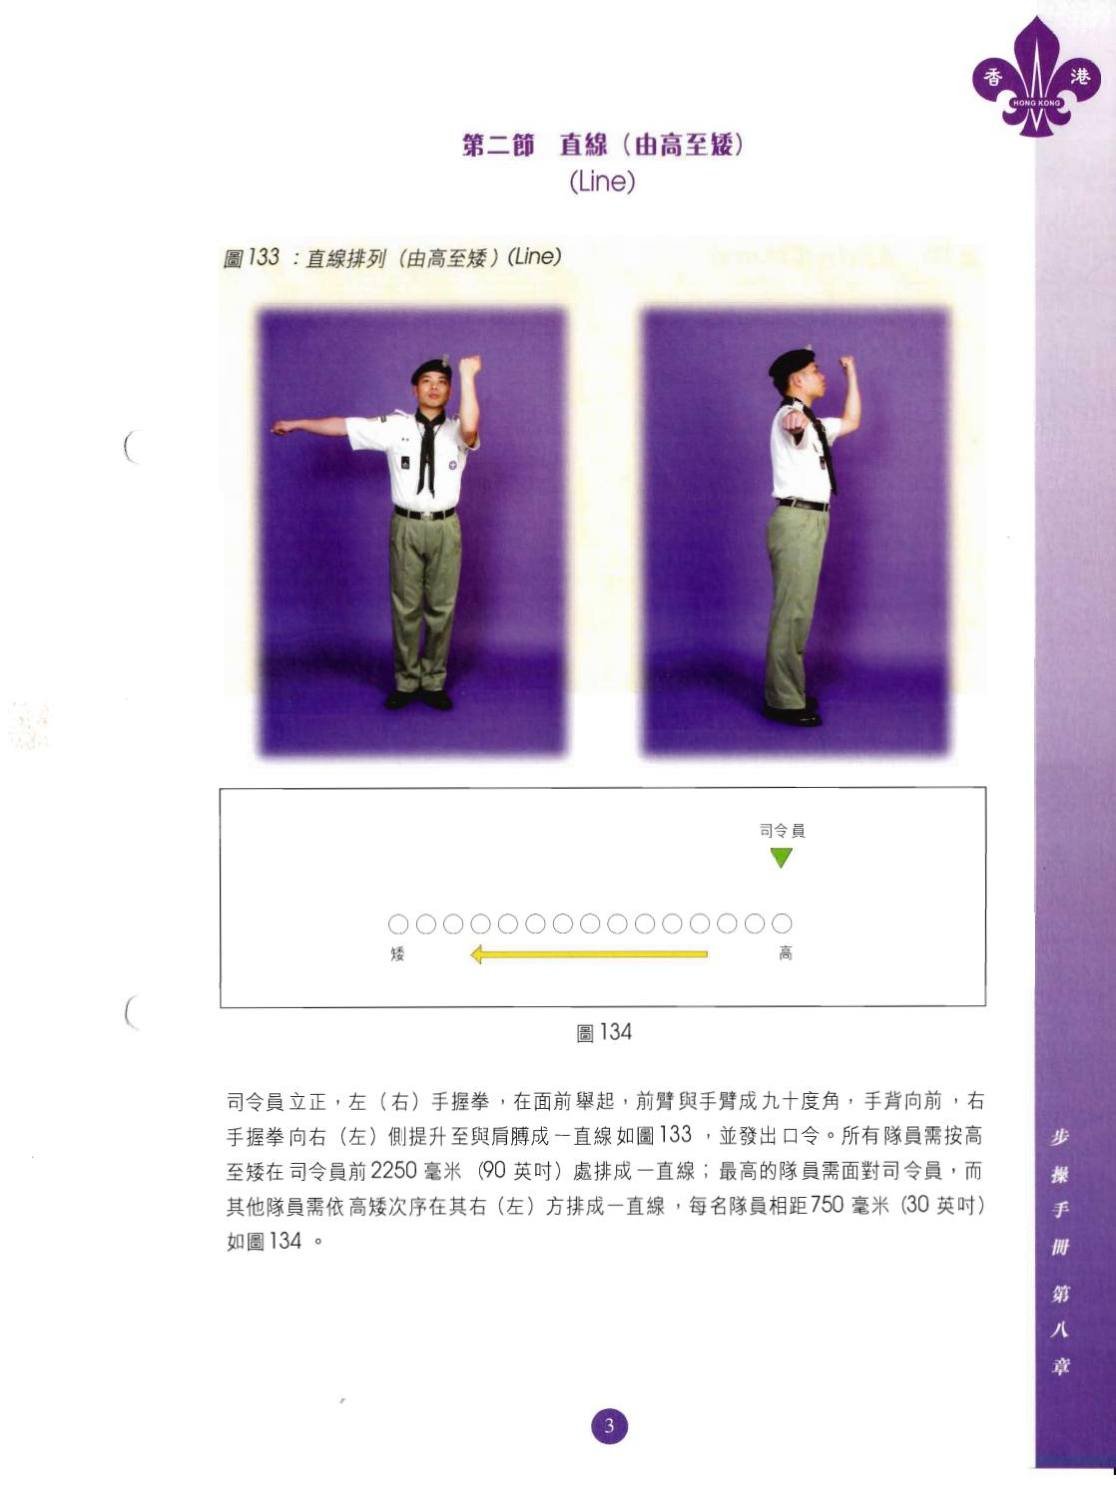 香 港
HONG KONG
第二節 直線（由高至矮）
(Line)
圖133 ：直線排列（由高至矮）(Line)
司令員
矮 高
圖134
司令員立正，左（右）手握拳，在面前舉起，前臂與手臂成九十度角，手背向前，右
手握拳向右（左）側提升至與肩膊成一直線如圖133 ，並發出口令。所有隊員需按高
至矮在司令員前2250 毫米（90 英吋）處排成一直線；最高的隊員需面對司令員，而
其他隊員需依高矮次序在其右（左）方排成一直線，每名隊員相距750 毫米（30 英吋）
如圖134 。
步操手冊 第八章
3